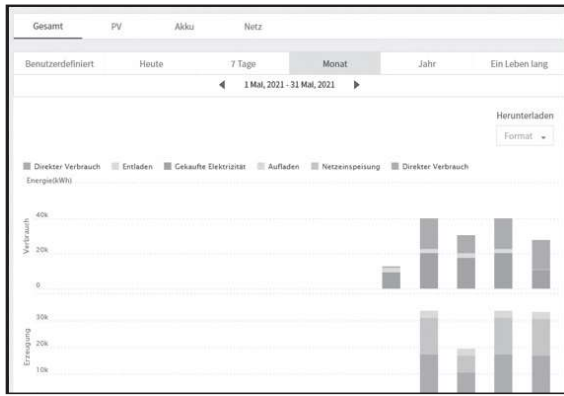 Gesamt PV Akku Netz
Benutzerdefiniert Heute 7 Tage Monat Jahr Ein Leben lang
1 Mai, 2021 - 31 Mai, 2021
Herunterladen
Format
Direkter Verbrauch Entladen Gekaufte Elektrizität Aufladen Netzeinspeisung Direkter Verbrauch
Energie(kWh)
Verbrauch
40k
20k
0
Erzeugung
30k
20k
10k